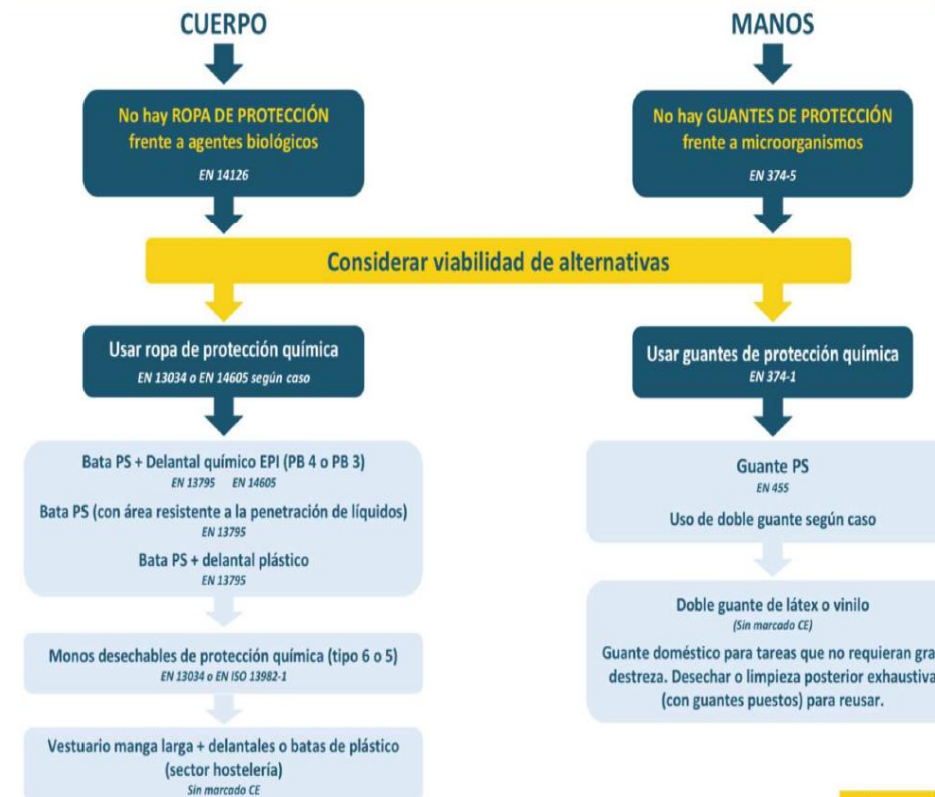 CUERPO
No hay ROPA DE PROTECCIÓN
frente a agentes biológicos
EN 14126
MANOS
No hay GUANTES DE PROTECCIÓN
frente a microorganismos
EN 374-5
Considerar viabilidad de alternativas
Usar ropa de protección química
EN 13034 o EN 14605 según caso
Bata PS + Delantal químico EPI (PB 4 o PB 3)
EN 13795 EN 14605
Bata PS (con área resistente a la penetración de líquidos)
EN 13795
Bata PS + delantal plástico
EN 13795
Monos desechables de protección química (tipo 6 o 5)
EN 13034 o EN ISO 13982-1
Vestuario manga larga + delantales o batas de plástico
(sector hostelería)
Sin marcado CE
Usar guantes de protección química
EN 374-1
Guante PS
EN 455
Uso de doble guante según caso
Doble guante de látex o vinilo
(Sin marcado CE)
Guante doméstico para tareas que no requieran gra
destreza. Desechar o limpieza posterior exhaustiva
(con guantes puestos) para reusar.